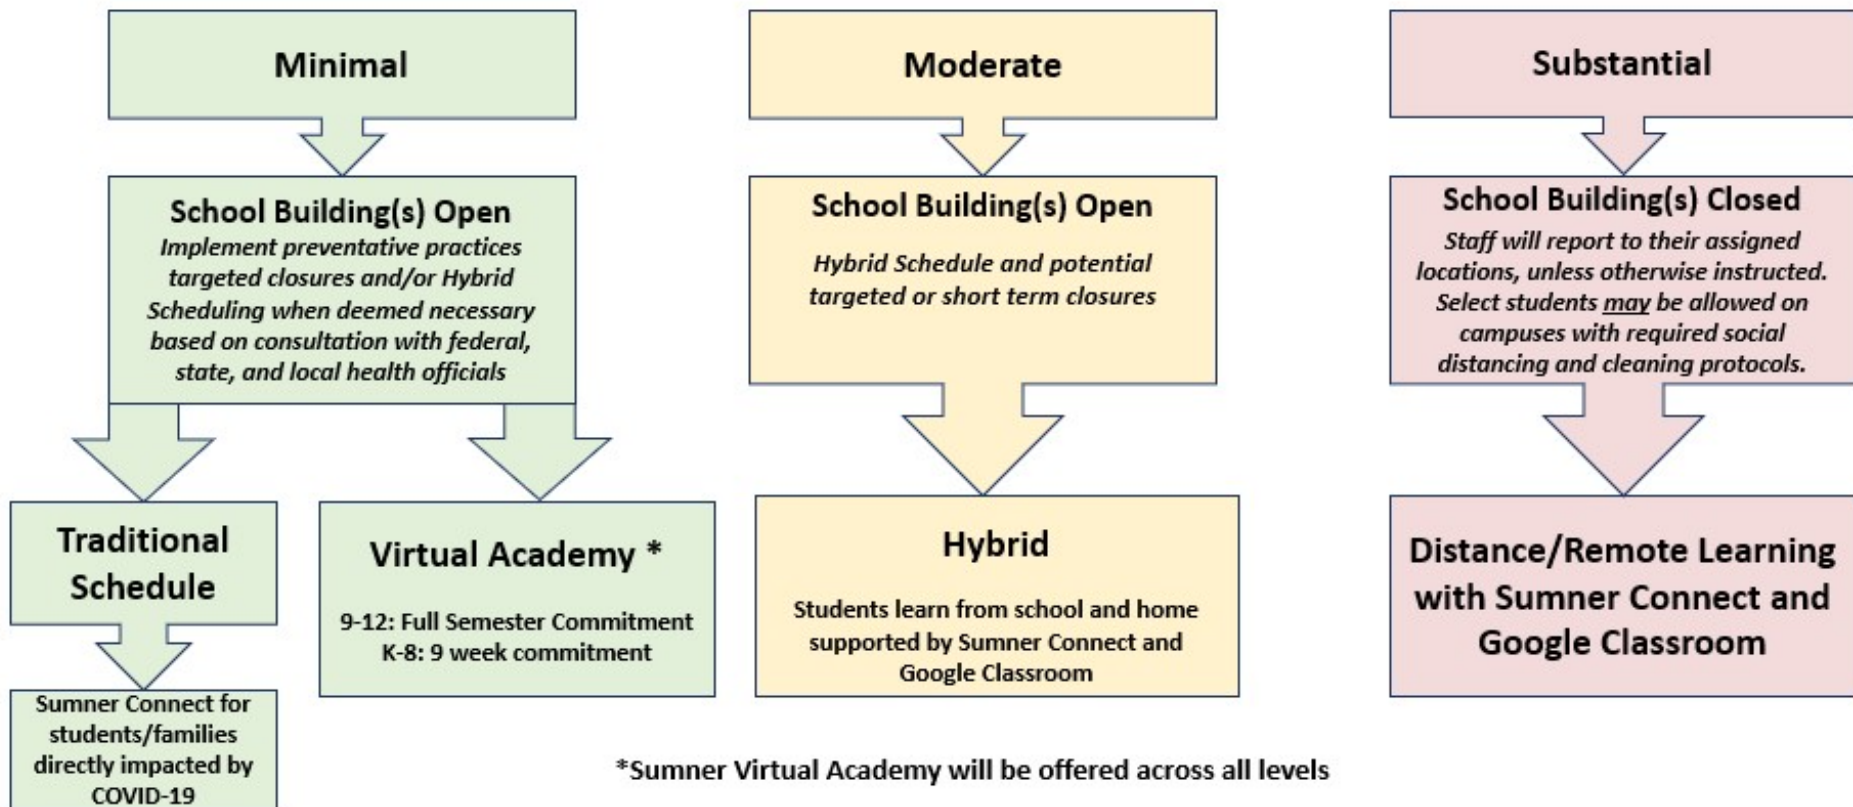 Minimal
School Building(s) Open
Implement preventative practices
targeted closures and/or Hybrid
Scheduling when deemed necessary
based on consultation with federal,
state, and local health officials
Traditional
Schedule
Sumner Connect for
students/families
directly impacted by
COVID-19
Virtual Academy *
9-12: Full Semester Commitment
K-8: 9 week commitment
Moderate
School Building(s) Open
Hybrid Schedule and potential
targeted or short term closures
Hybrid
Students learn from school and home
supported by Sumner Connect and
Google Classroom
Substantial
School Building(s) Closed
Staff will report to their assigned
locations, unless otherwise instructed.
Select students may be allowed on
campuses with required social
distancing and cleaning protocols.
Distance/Remote Learning
with Sumner Connect and
Google Classroom
*Sumner Virtual Academy will be offered across all levels